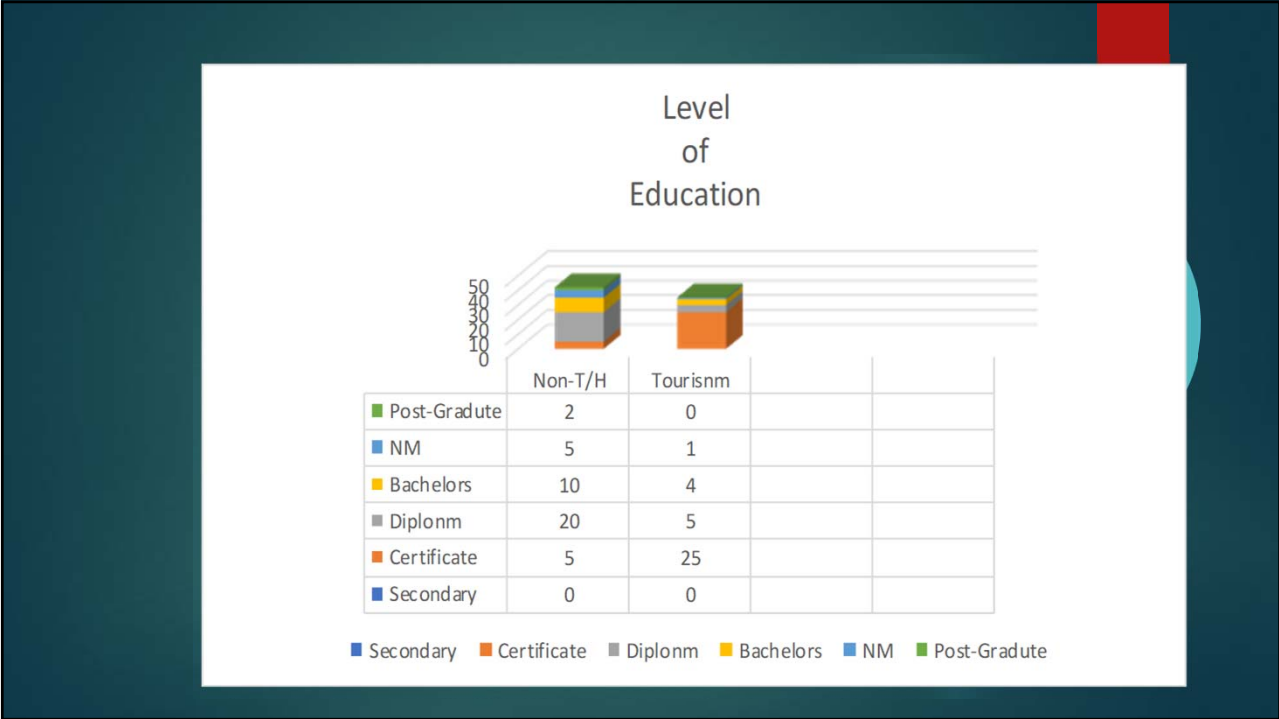 Level
of
Education
50
40
30
20
10
0
Non-T/H Tourisnm
Post-Gradute 2 0
NM 5 1
Bachelors 10 4
Diplonm 20 5
Certificate 5 25
Secondary 0 0
Secondary Certificate Diplonm Bachelors NM Post-Gradute